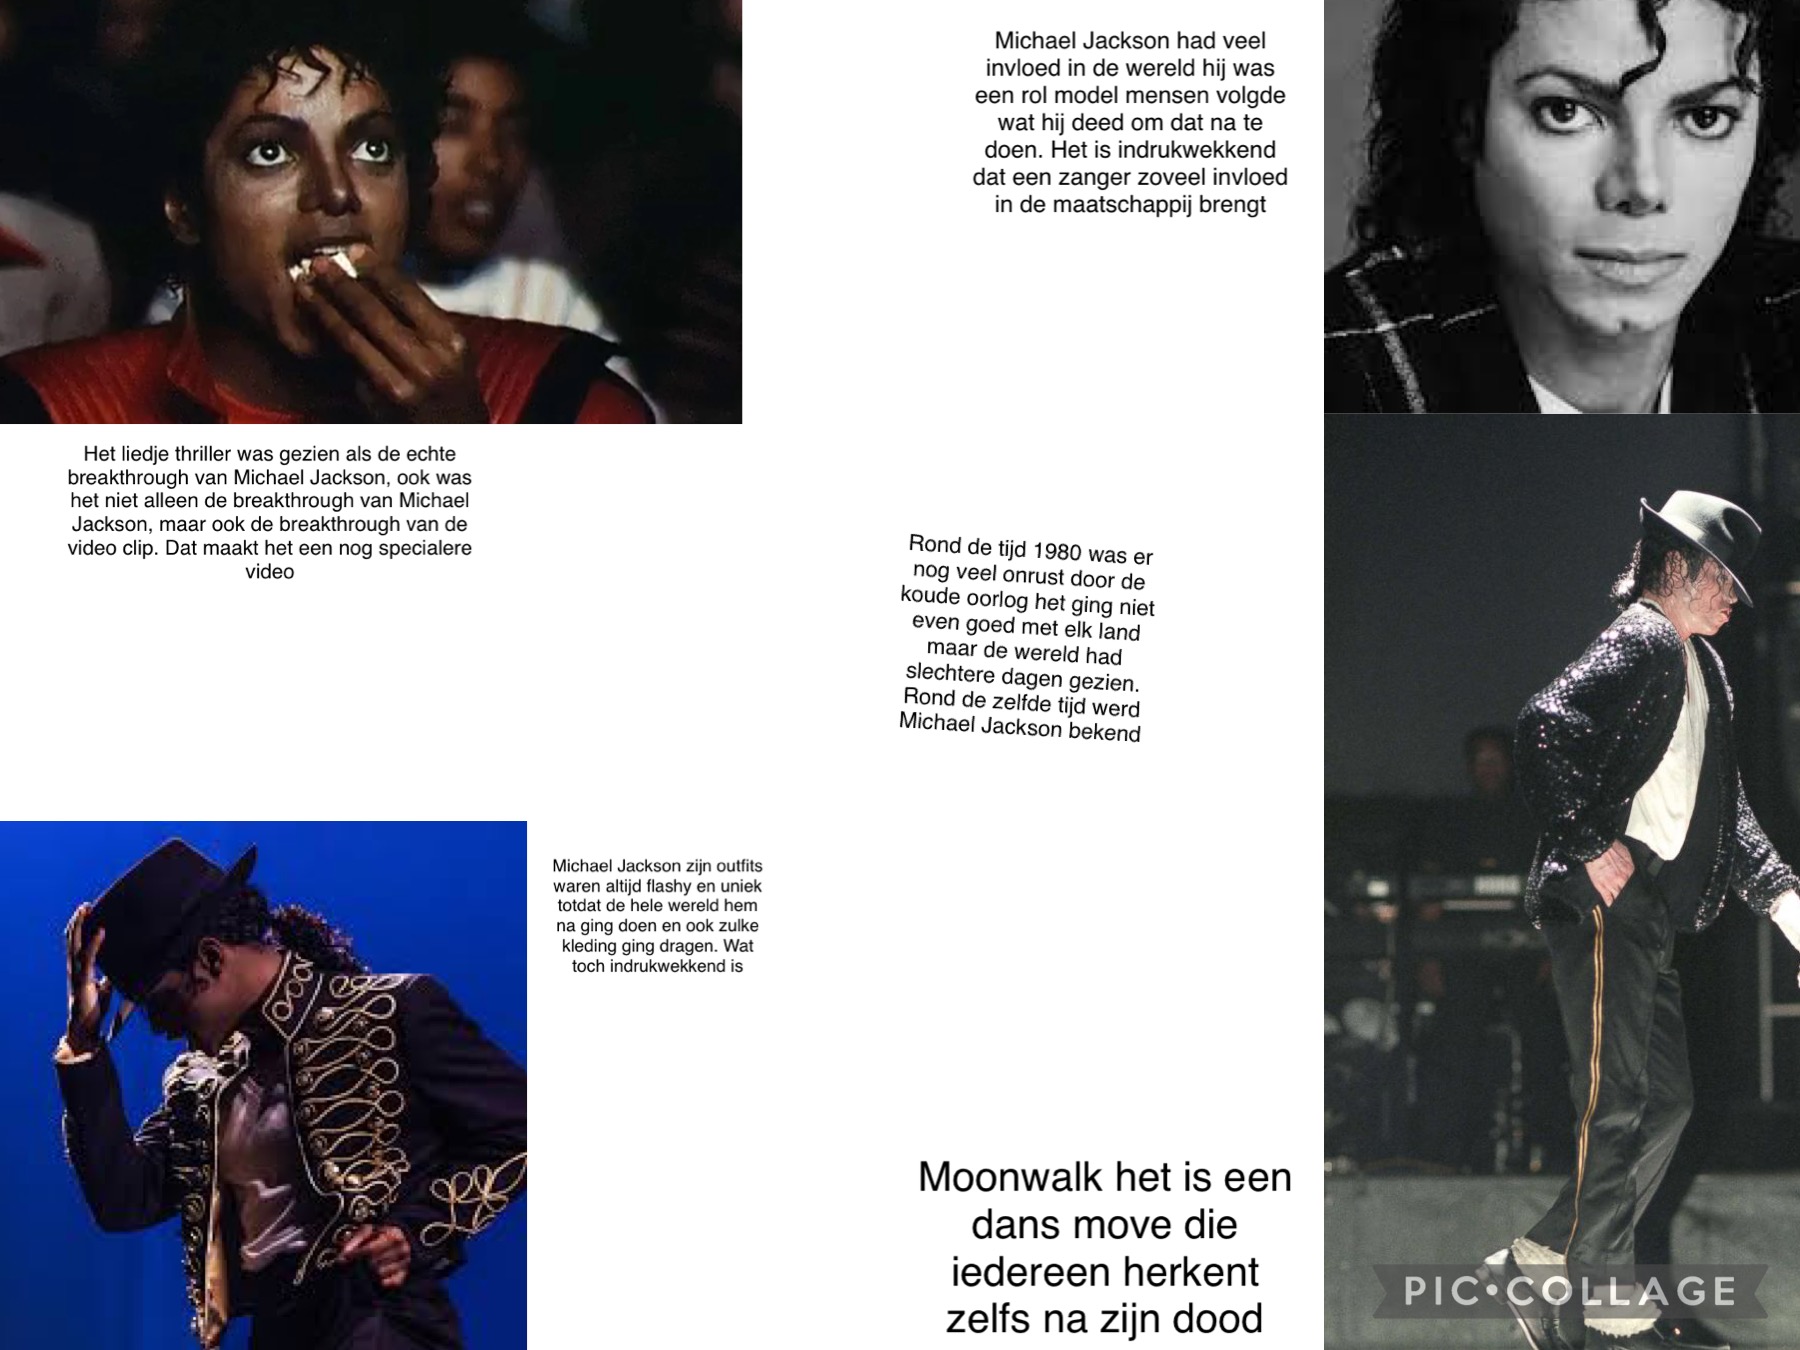 Michael Jackson had veel
invloed in de wereld hij was
een rol model mensen volgde
wat hij deed om dat na te
doen. Het is indrukwekkend
dat een zanger zoveel invloed
in de maatschappij brengt
Het liedje thriller was gezien als de echte
breakthrough van Michael Jackson, ook was
het niet alleen de breakthrough van Michael
Jackson, maar ook de breakthrough van de
video clip. Dat maakt het een nog specialere
video
Rond de tijd 1980 was er
nog veel onrust door de
koude oorlog het ging niet
even goed met elk land
maar de wereld had
slechtere dagen gezien.
Rond de zelfde tijd werd
Michael Jackson bekend
Michael Jackson zijn outfits
waren altijd flashy en uniek
totdat de hele wereld hem
na ging doen en ook zulke
kleding ging dragen. Wat
toch indrukwekkend is
Moonwalk het is een
dans move die
iedereen herkent
zelfs na zijn dood
KORG
PIC•COLLAGE